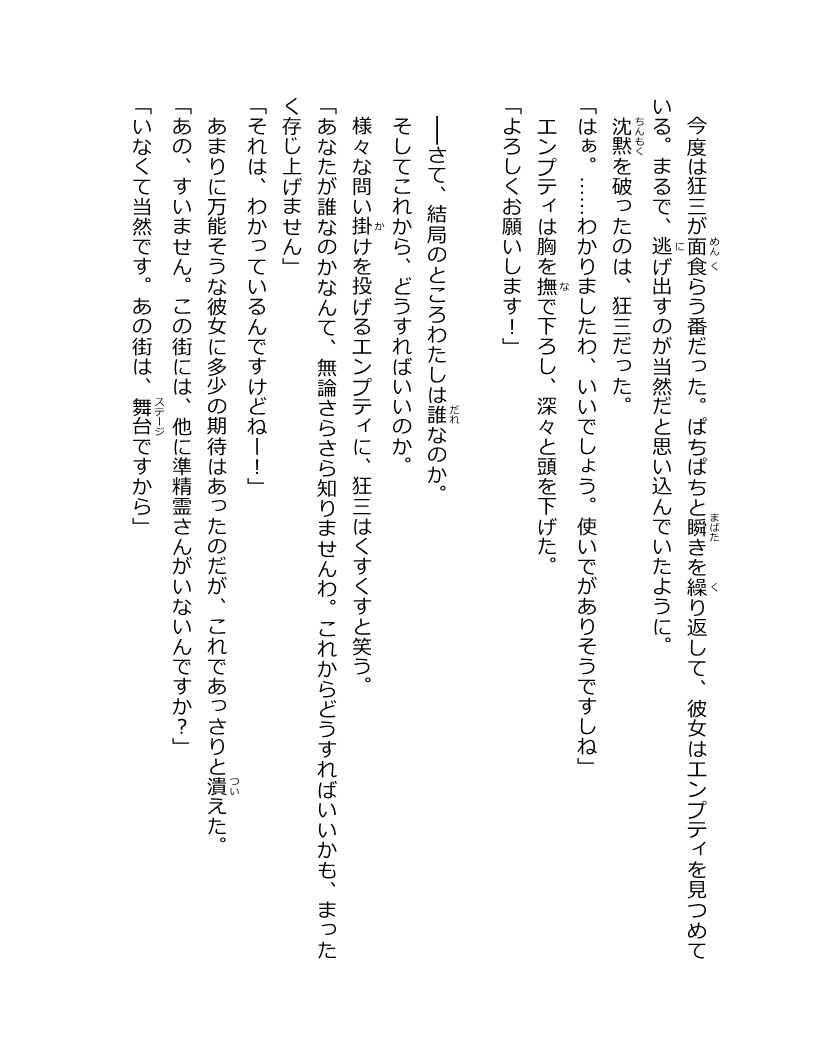 今度は狂三が面食らう番だった。ぱちぱちと瞬きを繰り返して、彼女はエンプティを見つめて
いる。まるで、逃げ出すのが当然だと思い込んでいたように。
沈黙を破ったのは、狂三だった。
「はぁ。……わかりましたわ、いいでしょう。使いでがありそうですしね」
エンプティは胸を撫で下ろし、深々と頭を下げた。
「よろしくお願いします！」
――さて、結局のところわたしは誰なのか。
そしてこれから、どうすればいいのか。
様々な問い掛けを投げるエンプティに、狂三はくすくすと笑う。
「あなたが誰なのかなんて、無論さらさら知りませんわ。これからどうすればいいかも、まった
く存じ上げません」
「それは、わかっているんですけどねー！」
あまりに万能そうな彼女に多少の期待はあったのだが、これであっさりと潰えた。
「あの、すいません。この街には、他に準精霊さんがいないんですか？」
「いなくて当然です。あの街は、舞台ですから」